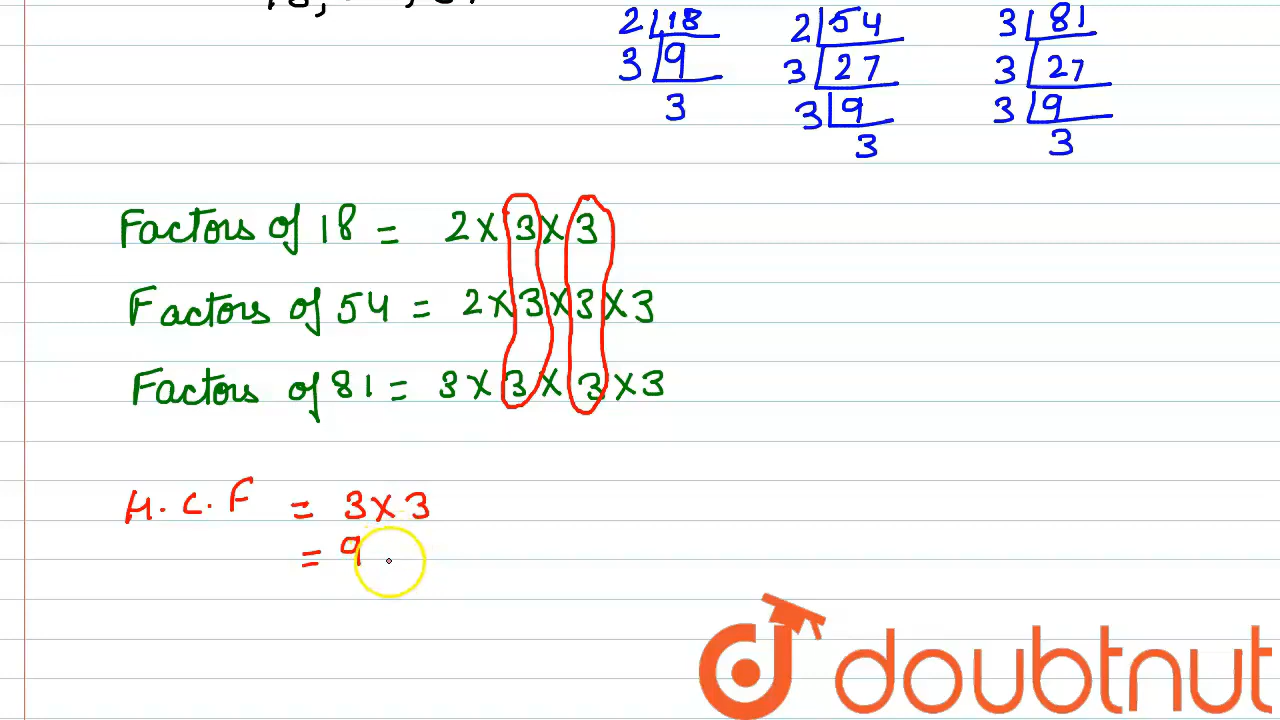 2 18 2 54 3 81
3 9 3 27 3 27
3 3 9 3 9
3 3
Factors of 18 = 2 × 3 × 3
Factors of 54 = 2 × 3 × 3 × 3
Factors of 81 = 3 × 3 × 3 × 3
H.C.F = 3 × 3
= 9
doubtnut